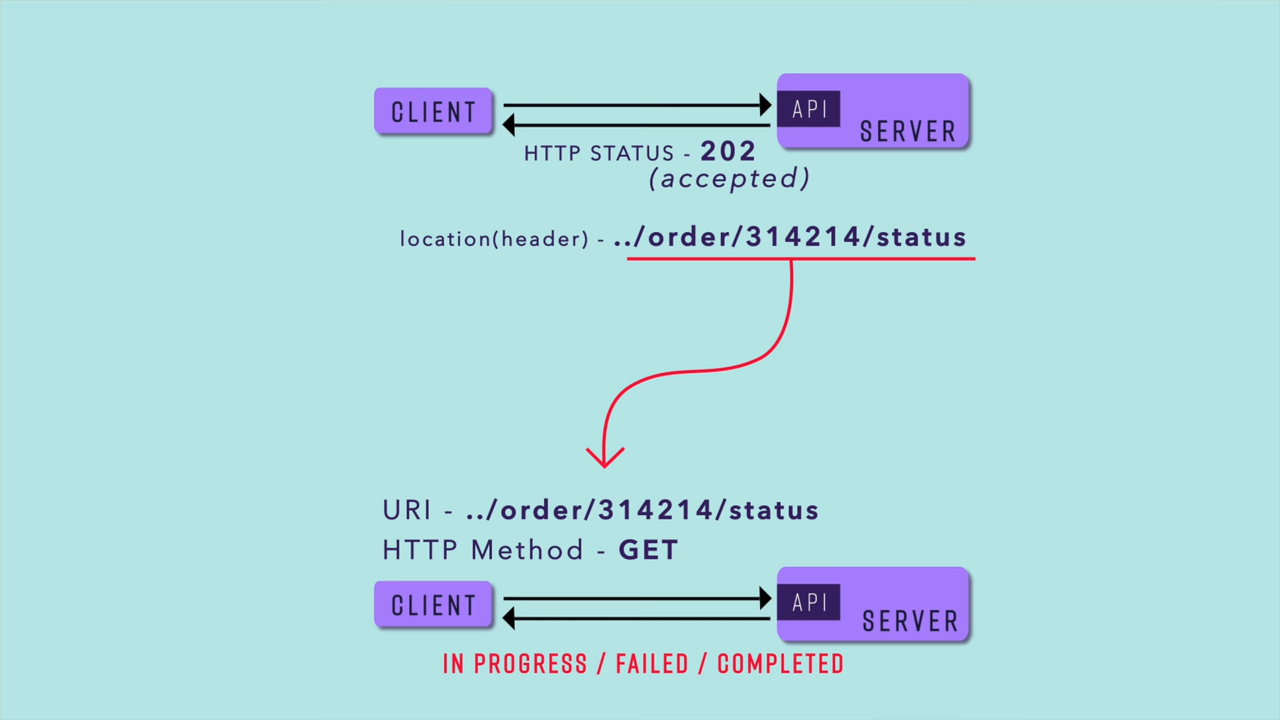 CLIENT
API
SERVER
HTTP STATUS - 202
(accepted)
location(header) - ../order/314214/status
URI - ../order/314214/status
HTTP Method - GET
CLIENT
API
SERVER
IN PROGRESS / FAILED / COMPLETED